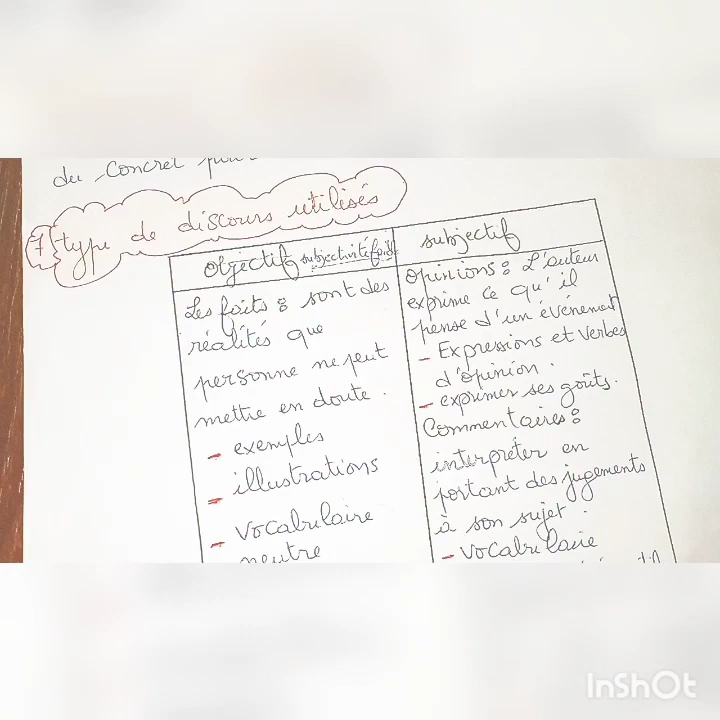 du concret
7) type de discours utilisés
objectif subjectivité
Les faits : sont des
réalités que
personne ne peut
mettre en doute.
- exemples
- illustrations
- vocabulaire
neutre
subjectif
opinions : L'auteur
exprime ce qu'il
pense d'un événement
- Expressions et verbes
d'opinion.
- exprimer ses goûts.
Commentaires :
interpréter en
portant des jugements
à son sujet.
- vocabulaire
InShOt